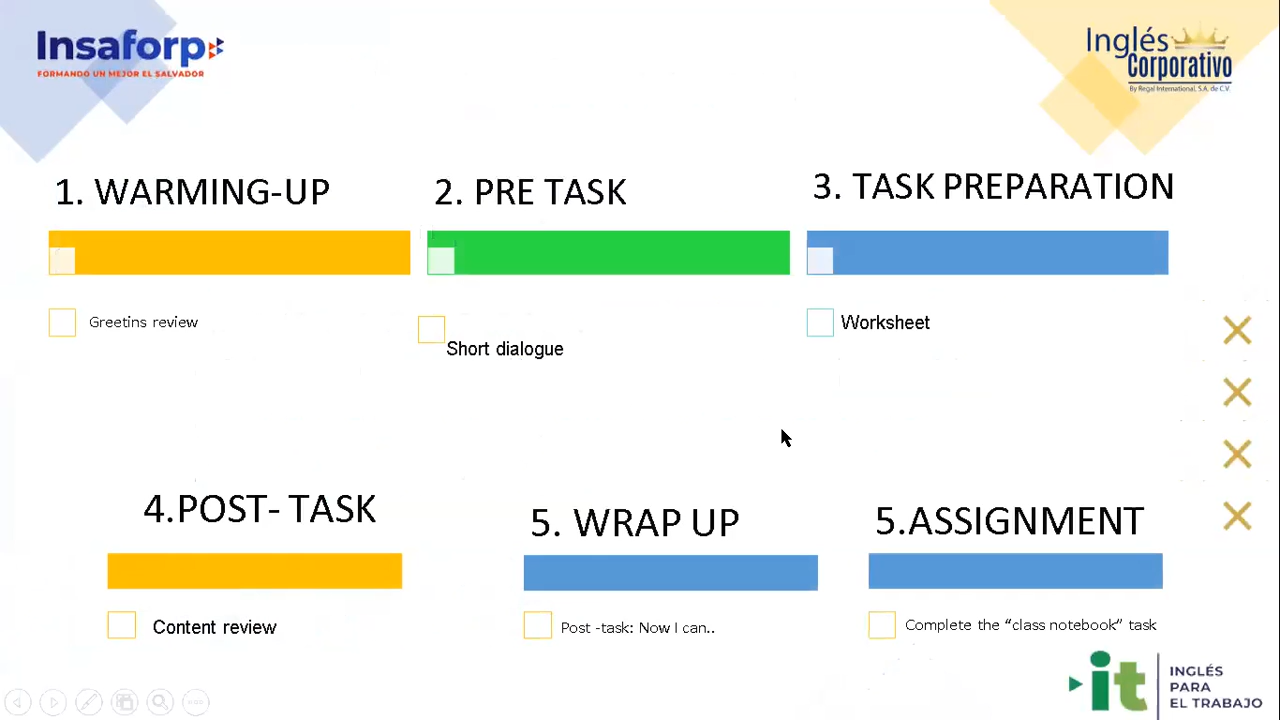 Insaforp
FORMANDO UN MEJOR EL SALVADOR
Inglés
Corporativo
By Regal International, S.A. de C.V.
1. WARMING-UP
2. PRE TASK
3. TASK PREPARATION
Greetins review
Short dialogue
Worksheet
4.POST- TASK
5. WRAP UP
5.ASSIGNMENT
Content review
Post -task: Now I can..
Complete the “class notebook” task
it
INGLÉS
PARA
EL TRABAJO